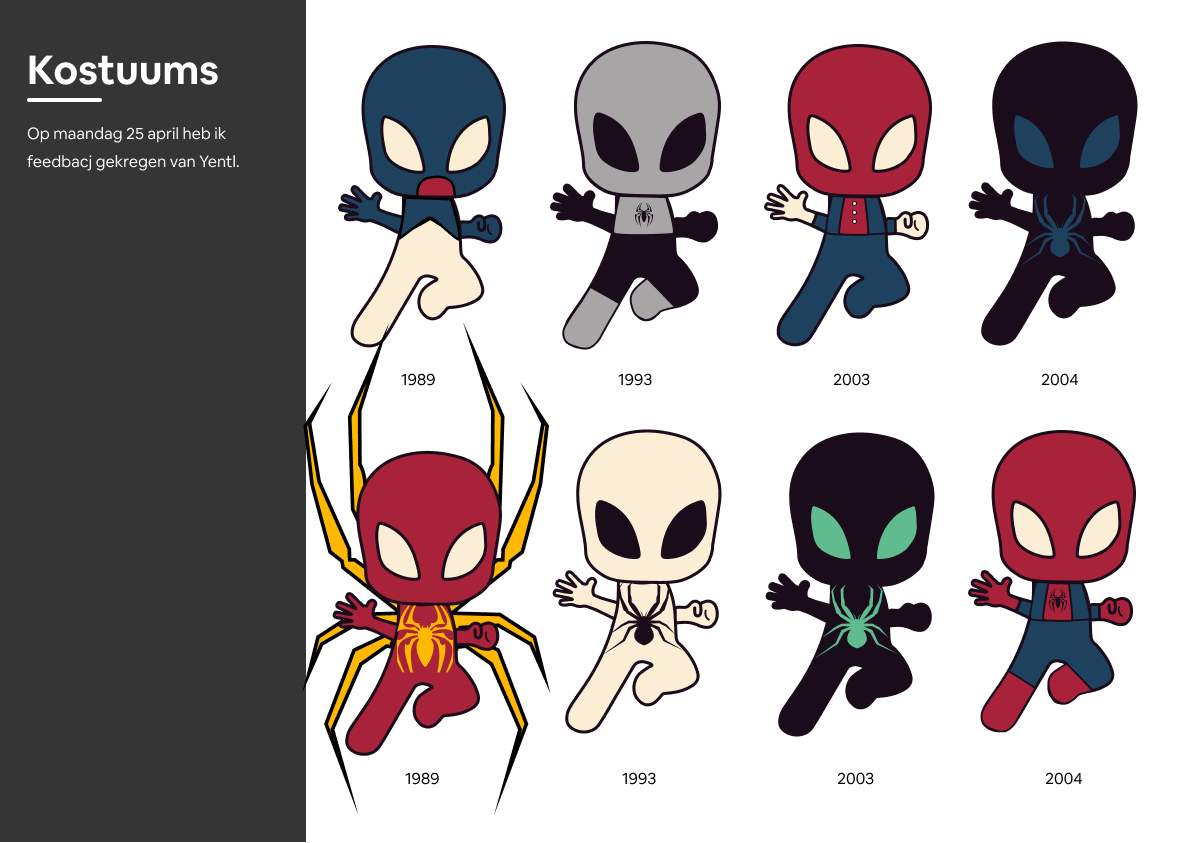 Kostuums
Op maandag 25 april heb ik
feedbacj gekregen van Yentl.
1989
1993
2003
2004
1989
1993
2003
2004